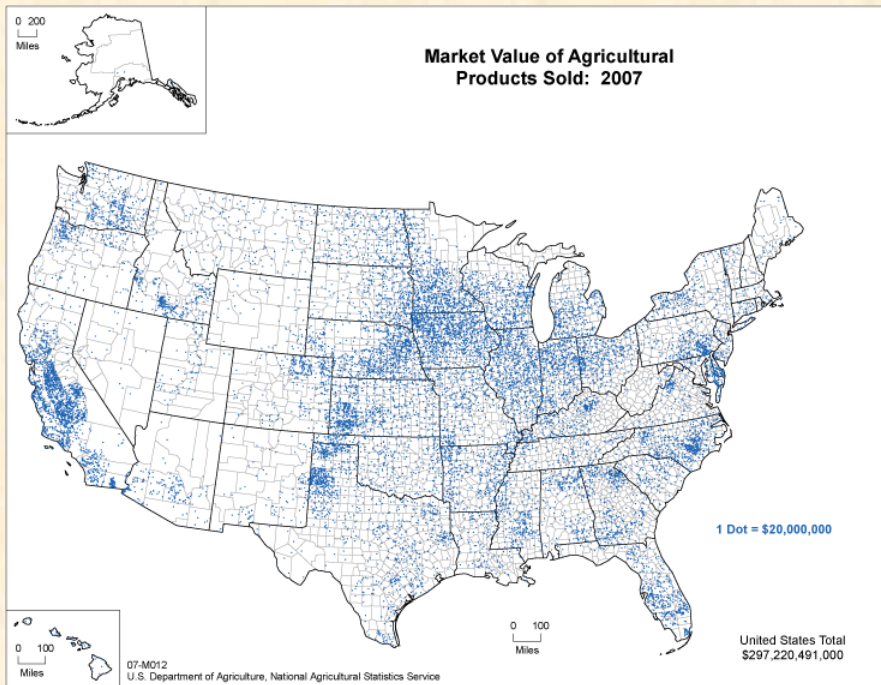 0 200
Miles
Market Value of Agricultural
Products Sold: 2007
1 Dot = $20,000,000
0 100
Miles
0 100
Miles
United States Total
$297,220,491,000
07-M012
U.S. Department of Agriculture, National Agricultural Statistics Service